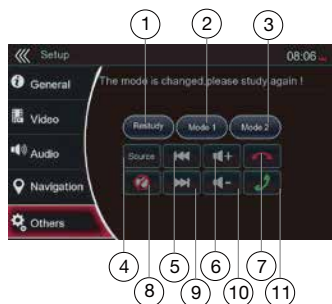 1 2 3
Setup 08:06
General
The mode is changed,please study again !
Video
Restudy Mode 1 Mode 2
Audio
Source
Navigation
Others
4 5 6 7
8 9 10 11